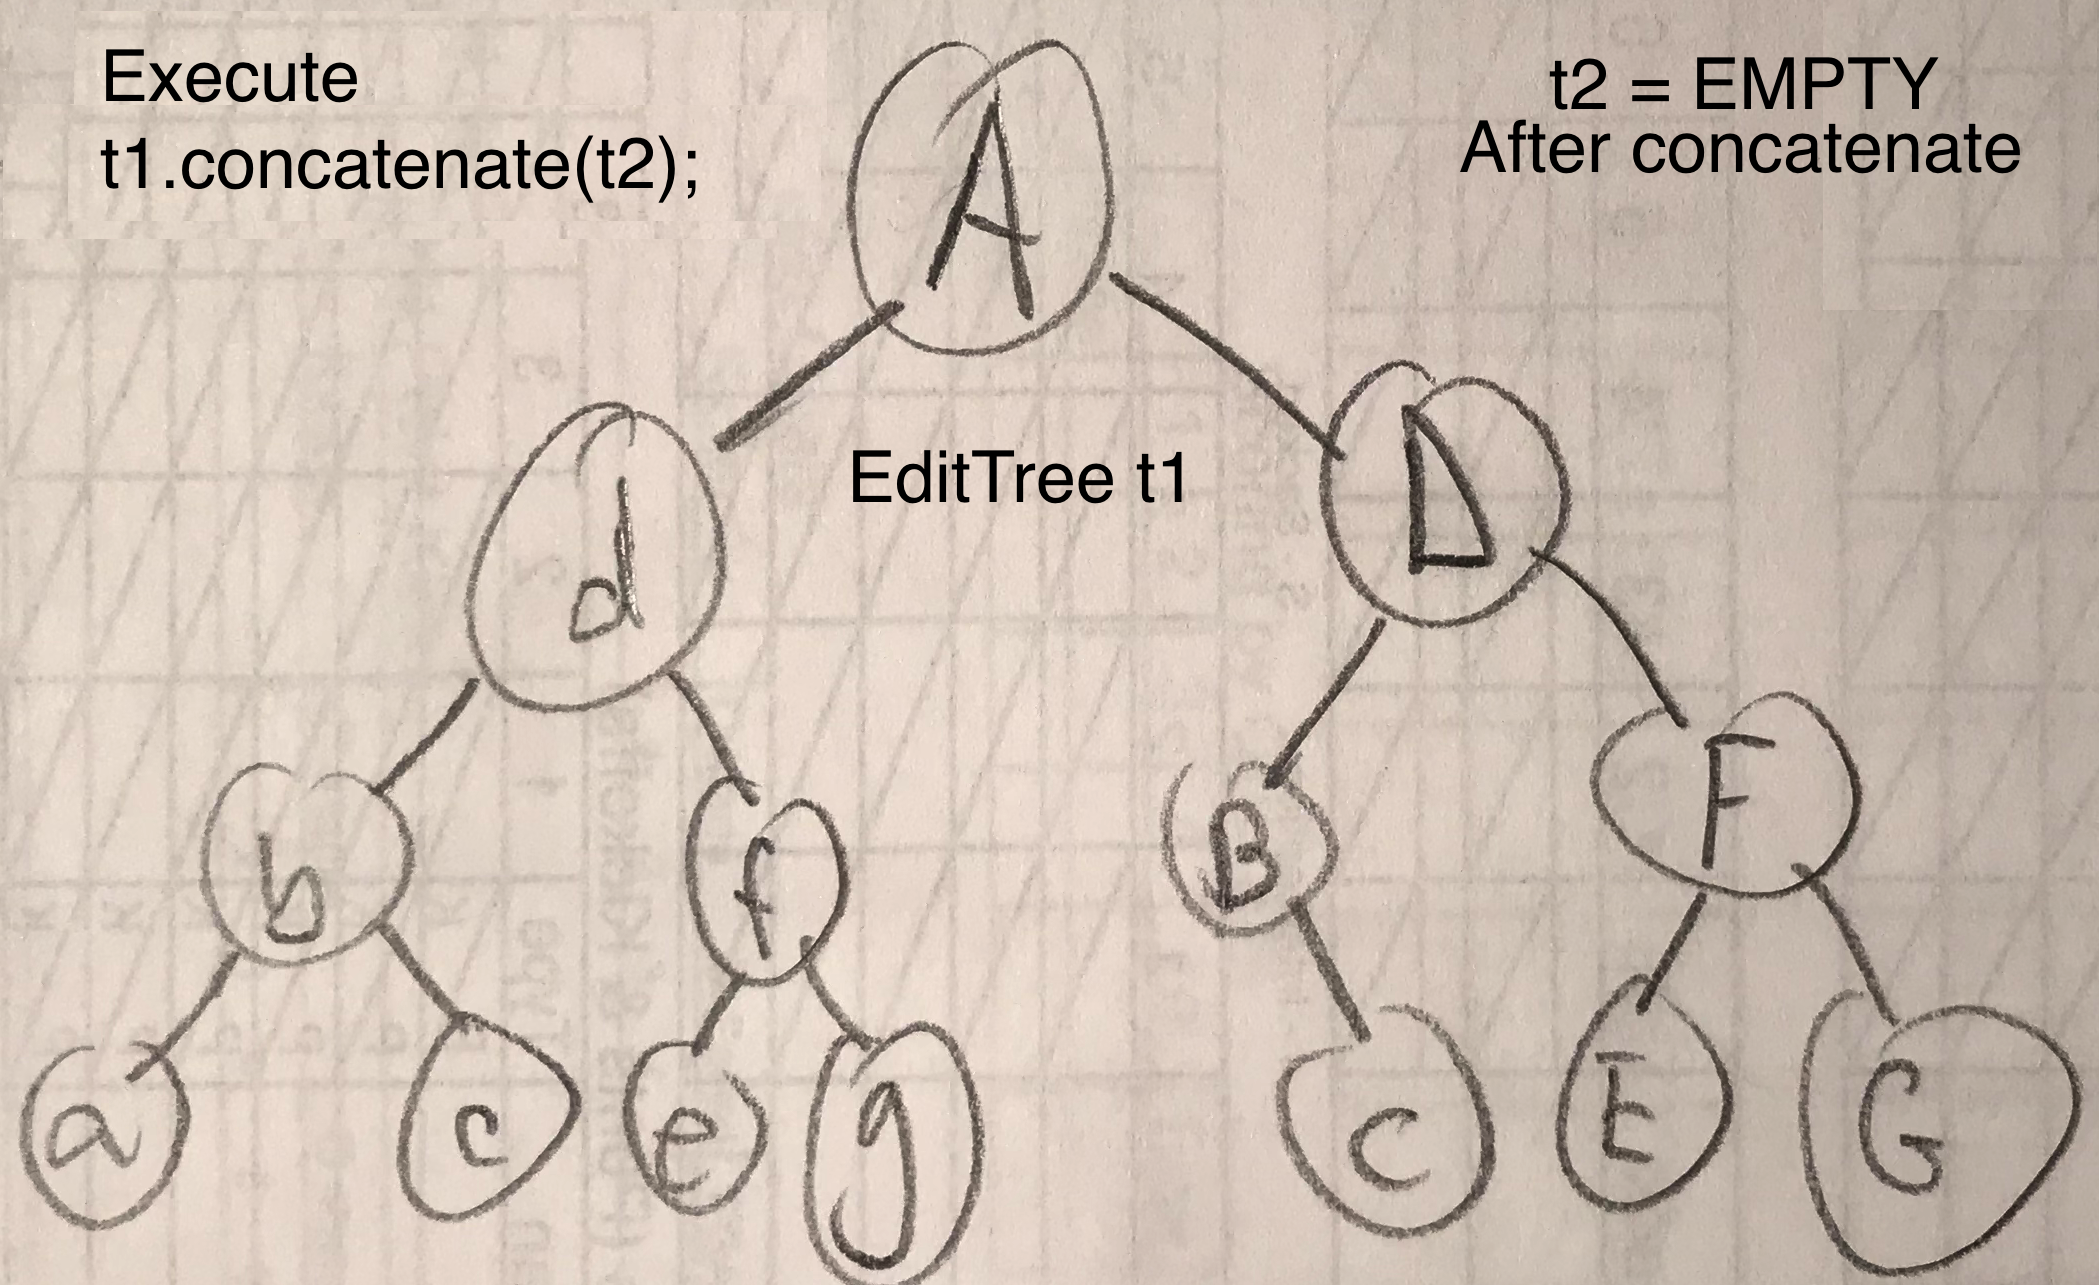 Execute
t1.concatenate(t2);
t2 = EMPTY
After concatenate
A
EditTree t1
d
D
b
f
B
F
a
c
e
g
C
E
G